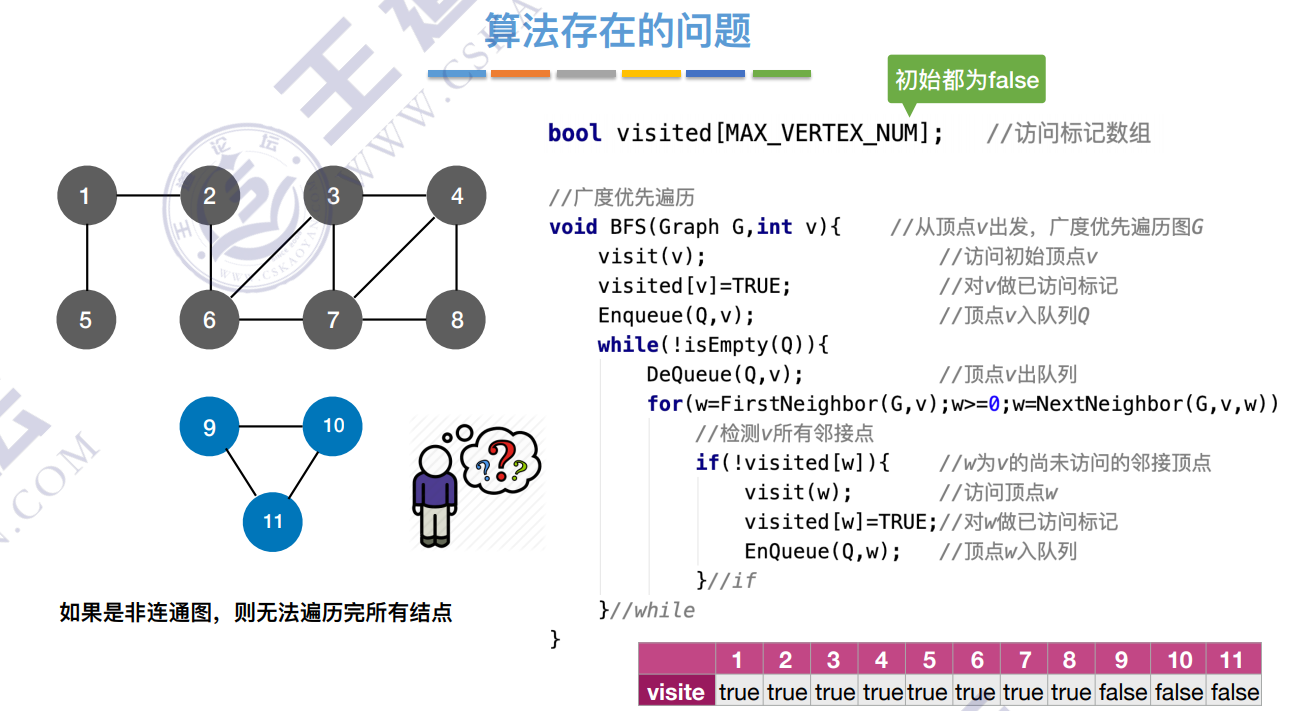 算法存在的问题
初始都为false
bool visited[MAX_VERTEX_NUM]; //访问标记数组
//广度优先遍历
void BFS(Graph G,int v){ //从顶点v出发，广度优先遍历图G
visit(v); //访问初始顶点v
visited[v]=TRUE; //对v做已访问标记
Enqueue(Q,v); //顶点v入队列Q
while(!isEmpty(Q)){
DeQueue(Q,v); //顶点v出队列
for(w=FirstNeighbor(G,v);w>=0;w=NextNeighbor(G,v,w))
//检测v所有邻接点
if(!visited[w]){ //w为v的尚未访问的邻接顶点
visit(w); //访问顶点w
visited[w]=TRUE;//对w做已访问标记
EnQueue(Q,w); //顶点w入队列
}//if
}//while
}
1 2 3 4
5 6 7 8
9 10
11
? ? ?
如果是非连通图，则无法遍历完所有结点
1 2 3 4 5 6 7 8 9 10 11
visite true true true true true true true true false false false
王
WWW.CSKAO
论 坛
WWW.CSKAOYAN.COM
N.COM